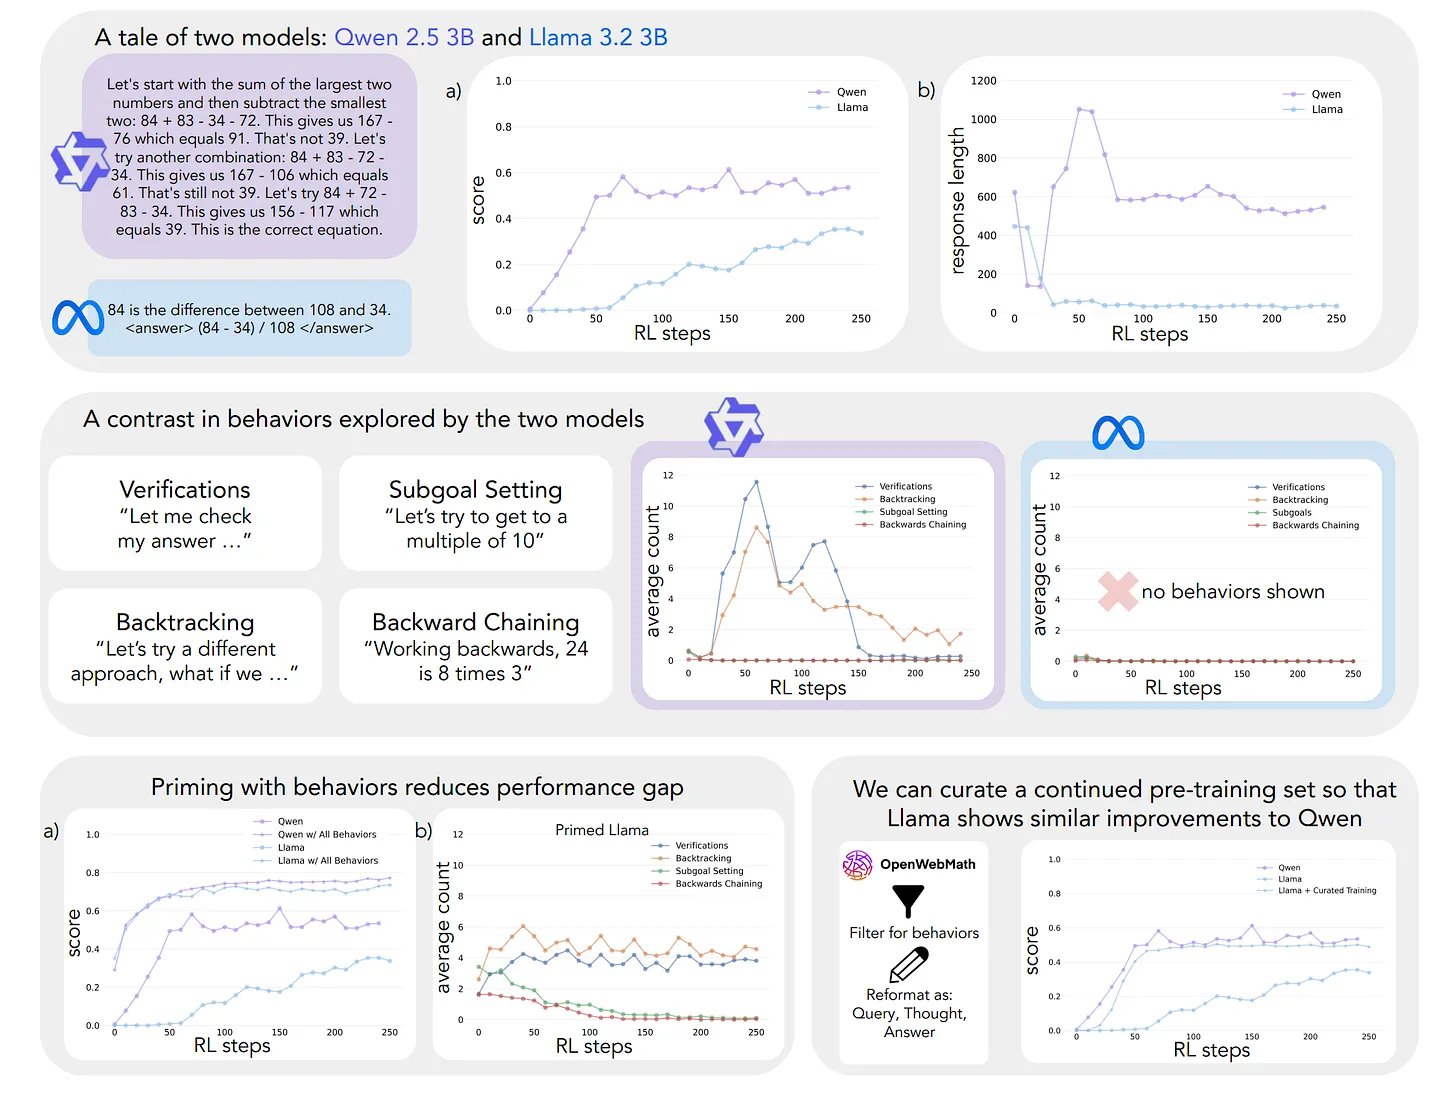 A tale of two models: Qwen 2.5 3B and Llama 3.2 3B
Let's start with the sum of the largest two
numbers and then subtract the smallest
two: 84 + 83 - 34 - 72. This gives us 167 -
76 which equals 91. That's not 39. Let's
try another combination: 84 + 83 - 72 -
34. This gives us 167 - 106 which equals
61. That's still not 39. Let's try 84 + 72 -
83 - 34. This gives us 156 - 117 which
equals 39. This is the correct equation.
84 is the difference between 108 and 34.
<answer> (84 - 34) / 108 </answer>
a)
score
1.0
0.8
0.6
0.4
0.2
0.0
Qwen
Llama
0 50 100 150 200 250
RL steps
b)
response length
1200
1000
800
600
400
200
0
Qwen
Llama
0 50 100 150 200 250
RL steps
A contrast in behaviors explored by the two models
Verifications
“Let me check
my answer …”
Subgoal Setting
“Let’s try to get to a
multiple of 10”
Backtracking
“Let’s try a different
approach, what if we …“
Backward Chaining
“Working backwards, 24
is 8 times 3”
average count
12
10
8
6
4
2
0
Verifications
Backtracking
Subgoal Setting
Backwards Chaining
0 50 100 150 200 250
RL steps
average count
12
10
8
6
4
2
0
Verifications
Backtracking
Subgoals
Backwards Chaining
no behaviors shown
0 50 100 150 200 250
RL steps
Priming with behaviors reduces performance gap
a)
score
1.0
0.8
0.6
0.4
0.2
0.0
Qwen
Qwen w/ All Behaviors
Llama
Llama w/ All Behaviors
0 50 100 150 200 250
RL steps
b)
Primed Llama
average count
12
10
8
6
4
2
0
Verifications
Backtracking
Subgoal Setting
Backwards Chaining
0 50 100 150 200 250
RL steps
We can curate a continued pre-training set so that
Llama shows similar improvements to Qwen
OpenWebMath
Filter for behaviors
Reformat as:
Query, Thought,
Answer
score
1.0
0.8
0.6
0.4
0.2
0.0
Qwen
Llama
Llama + Curated Training
0 50 100 150 200 250
RL steps